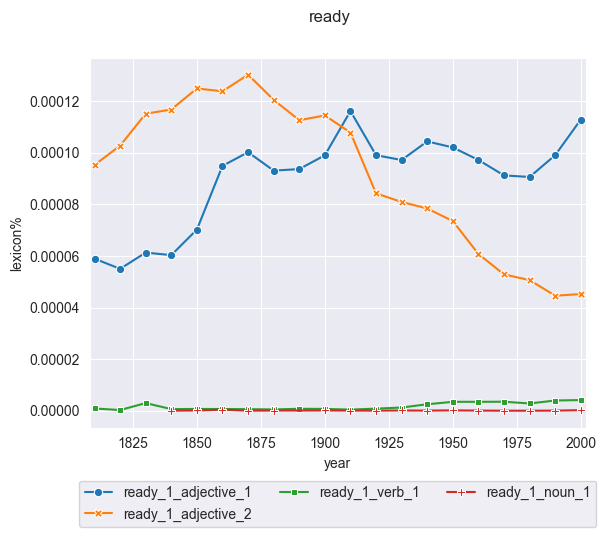 ready
0.00012
0.00010
0.00008
0.00006
0.00004
0.00002
0.00000
lexicon%
1825 1850 1875 1900 1925 1950 1975 2000
year
ready_1_adjective_1 ready_1_verb_1 ready_1_noun_1
ready_1_adjective_2